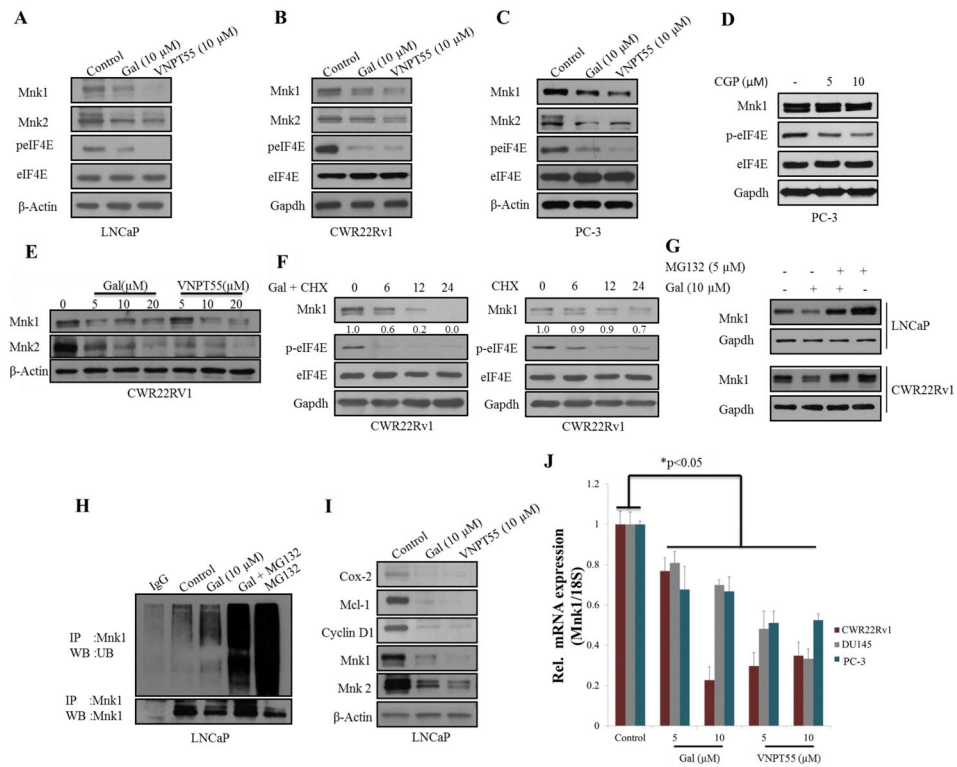 A
Control
Gal (10 µM)
VNPT55 (10 µM)
Mnk1
Mnk2
peIF4E
eIF4E
β-Actin
LNCaP
B
Control
Gal (10 µM)
VNPT55 (10 µM)
Mnk1
Mnk2
peIF4E
eIF4E
Gapdh
CWR22Rv1
C
Control
Gal (10 µM)
VNPT55 (10 µM)
Mnk1
Mnk2
peiF4E
eIF4E
β-Actin
PC-3
D
CGP (µM) - 5 10
Mnk1
p-eIF4E
eIF4E
Gapdh
PC-3
E
Gal(µM) VNPT55(µM)
0 5 10 20 5 10 20
Mnk1
Mnk2
β-Actin
CWR22RV1
F
Gal + CHX 0 6 12 24
Mnk1
1.0 0.6 0.2 0.0
p-eIF4E
eIF4E
Gapdh
CWR22Rv1
CHX 0 6 12 24
Mnk1
1.0 0.9 0.9 0.7
p-eIF4E
eIF4E
Gapdh
CWR22Rv1
G
MG132 (5 µM) - - + +
Gal (10 µM) - + + -
Mnk1
Gapdh
LNCaP
Mnk1
Gapdh
CWR22Rv1
H
IgG
Control
Gal (10 µM)
Gal + MG132
MG132
IP :Mnk1
WB :UB
IP :Mnk1
WB :Mnk1
LNCaP
I
Control
Gal (10 µM)
VNPT55 (10 µM)
Cox-2
Mcl-1
Cyclin D1
Mnk1
Mnk 2
β-Actin
LNCaP
J
*p<0.05
Rel. mRNA expression
(Mnk1/18S)
1.2
1
0.8
0.6
0.4
0.2
0
CWR22Rv1
DU145
PC-3
Control 5 10 5 10
Gal (µM) VNPT55 (µM)